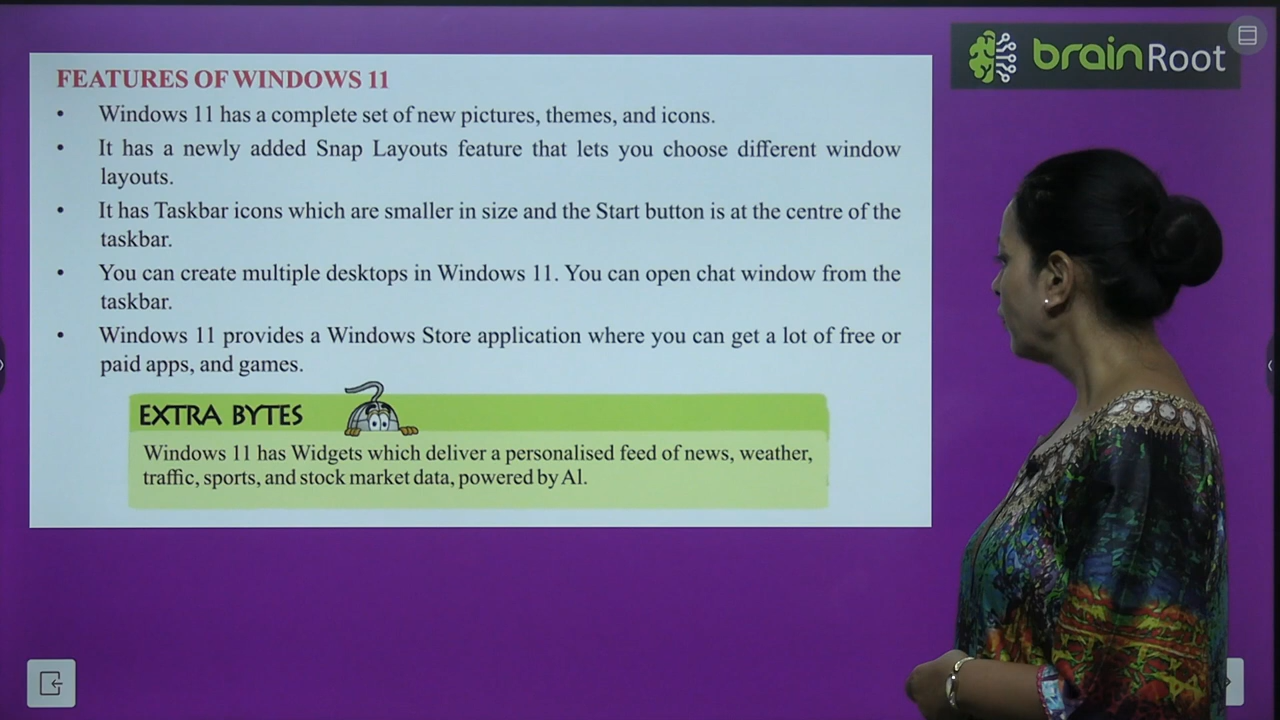 brainRoot
FEATURES OF WINDOWS 11
• Windows 11 has a complete set of new pictures, themes, and icons.
• It has a newly added Snap Layouts feature that lets you choose different window
layouts.
• It has Taskbar icons which are smaller in size and the Start button is at the centre of the
taskbar.
• You can create multiple desktops in Windows 11. You can open chat window from the
taskbar.
• Windows 11 provides a Windows Store application where you can get a lot of free or
paid apps, and games.
EXTRA BYTES
Windows 11 has Widgets which deliver a personalised feed of news, weather,
traffic, sports, and stock market data, powered by Al.